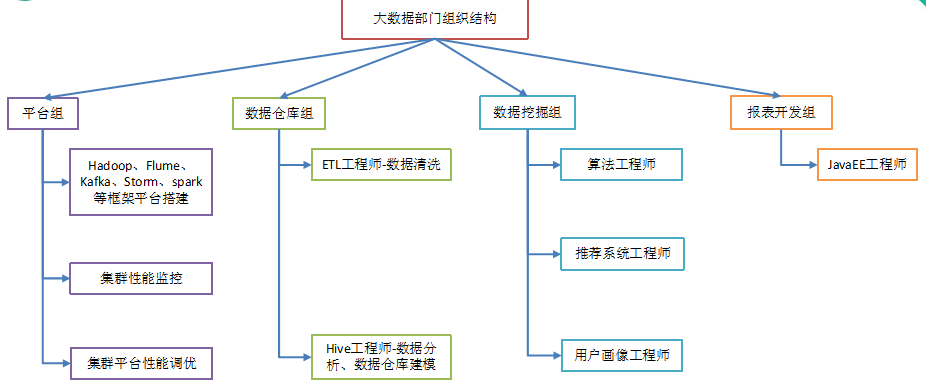 大数据部门组织结构
平台组
数据仓库组
数据挖掘组
报表开发组
Hadoop、Flume、
Kafka、Storm、spark
等框架平台搭建
ETL工程师-数据清洗
算法工程师
JavaEE工程师
集群性能监控
推荐系统工程师
集群平台性能调优
Hive工程师-数据分
析、数据仓库建模
用户画像工程师